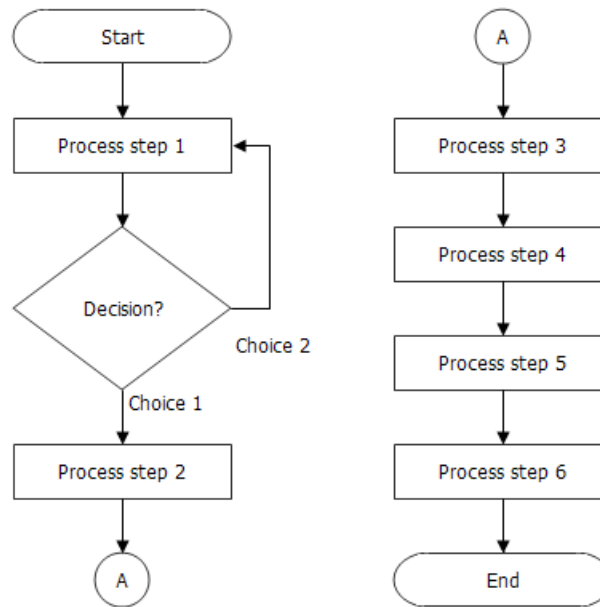 Start
Process step 1
Decision?
Choice 2
Choice 1
Process step 2
A
A
Process step 3
Process step 4
Process step 5
Process step 6
End